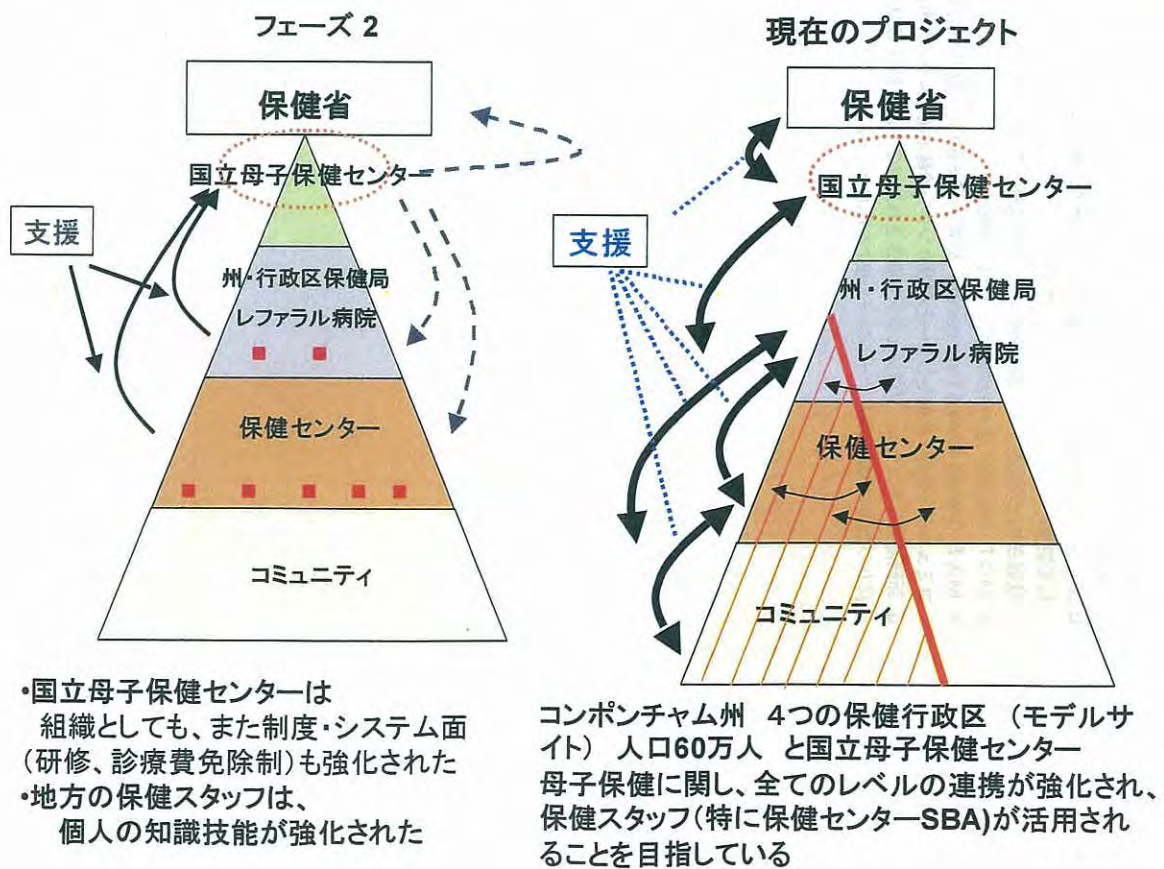 フェーズ 2
保健省
国立母子保健センター
支援
州・行政区保健局
レファラル病院
保健センター
コミュニティ
・国立母子保健センターは
組織としても、また制度・システム面
(研修、診療費免除制)も強化された
・地方の保健スタッフは、
個人の知識技能が強化された
現在のプロジェクト
保健省
国立母子保健センター
支援
州・行政区保健局
レファラル病院
保健センター
コミュニティ
コンポンチャム州 4つの保健行政区 (モデルサ
イト) 人口60万人 と国立母子保健センター
母子保健に関し、全てのレベルの連携が強化され、
保健スタッフ(特に保健センターSBA)が活用され
ることを目指している